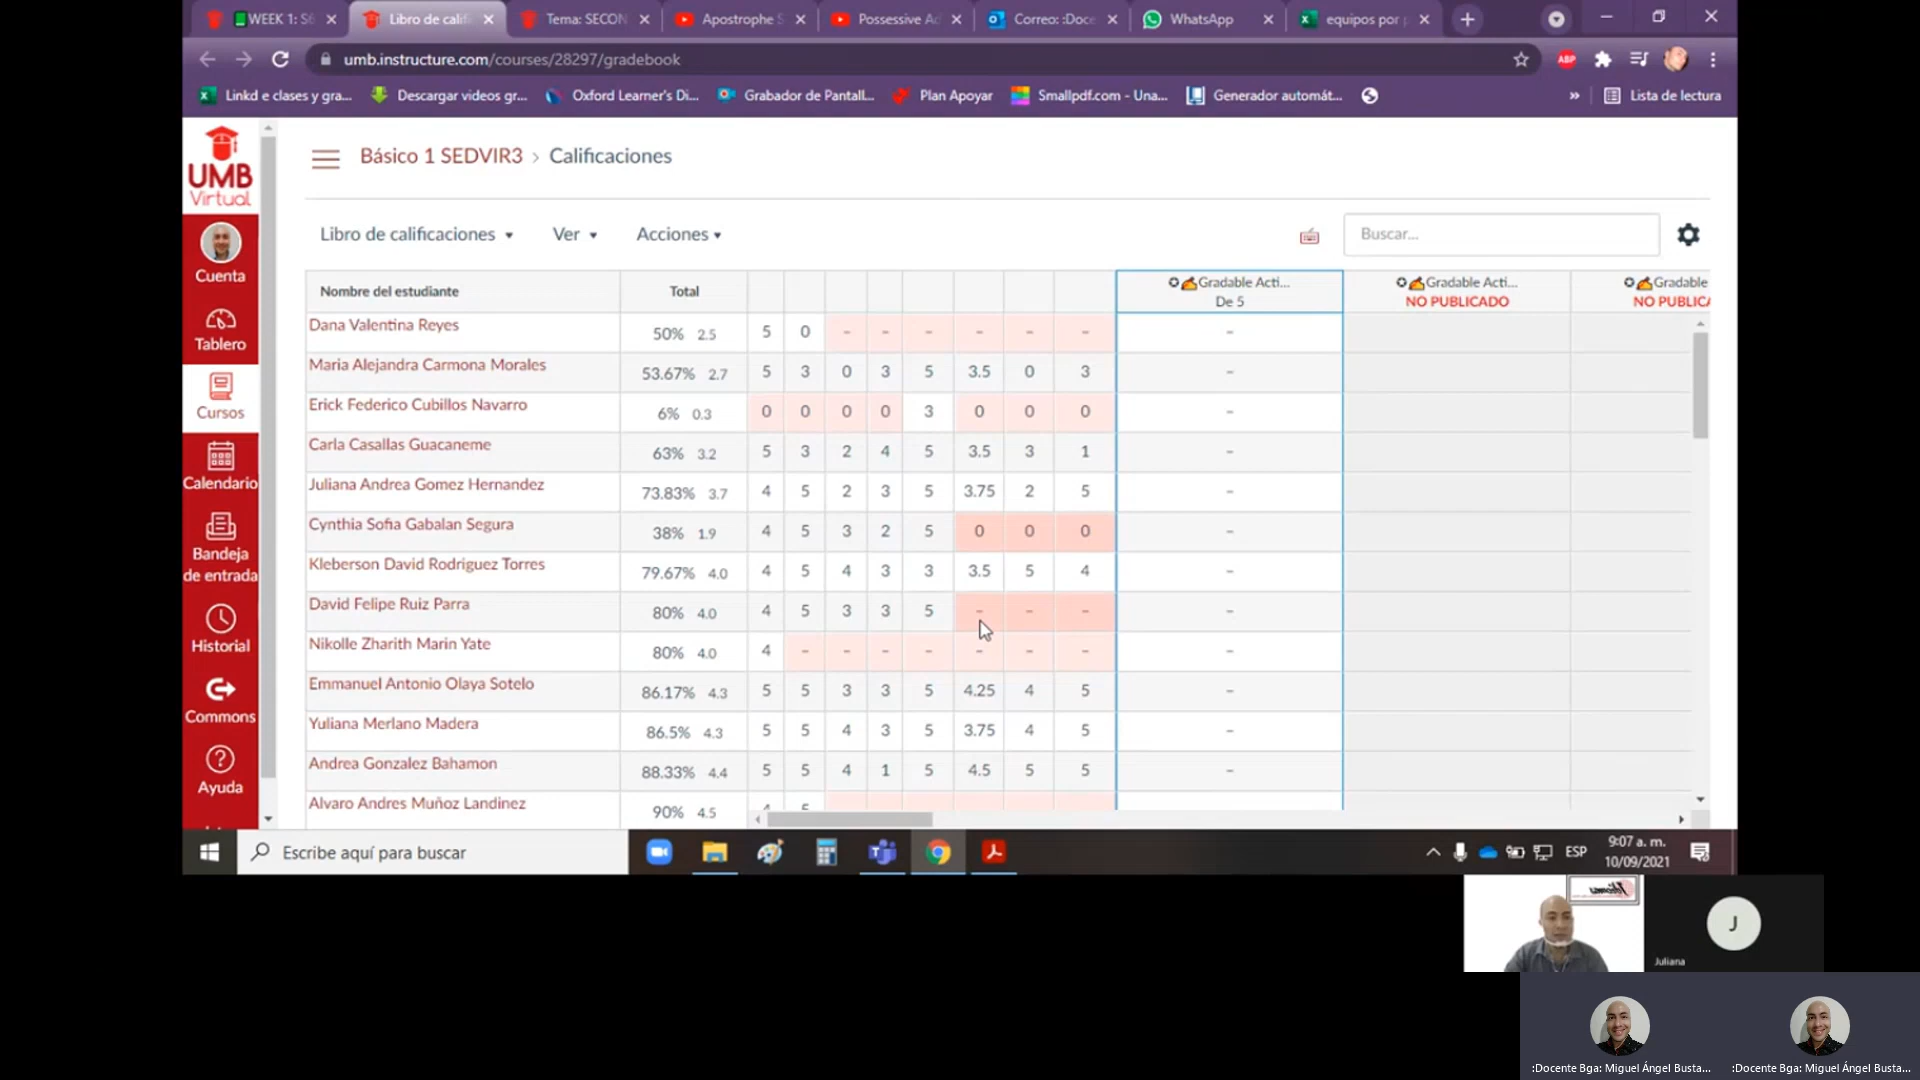 WEEK 1: S6
Libro de calif
Tema: SECON
Apostrophe S
Possessive Ad
Correo: :Doce
WhatsApp
equipos por
umb.instructure.com/courses/28297/gradebook
ABP
Linkd e clases y gra...
Descargar videos gr...
Oxford Learner's Di...
Grabador de Pantall...
Plan Apoyar
Smallpdf.com - Una...
Generador automát...
»
Lista de lectura
UMB
Virtual
Cuenta
Tablero
Cursos
Calendario
Bandeja
de entrada
Historial
Commons
Ayuda
Básico 1 SEDVIR3 › Calificaciones
Libro de calificaciones
Ver
Acciones
Buscar...
Nombre del estudiante Total
Gradable Acti...
De 5
Gradable Acti...
NO PUBLICADO
Gradable
NO PUBLICA
Dana Valentina Reyes 50% 2.5 5 0 - - - - - - -
Maria Alejandra Carmona Morales 53.67% 2.7 5 3 0 3 5 3.5 0 3 -
Erick Federico Cubillos Navarro 6% 0.3 0 0 0 0 3 0 0 0 -
Carla Casallas Guacaneme 63% 3.2 5 3 2 4 5 3.5 3 1 -
Juliana Andrea Gomez Hernandez 73.83% 3.7 4 5 2 3 5 3.75 2 5 -
Cynthia Sofia Gabalan Segura 38% 1.9 4 5 3 2 5 0 0 0 -
Kleberson David Rodriguez Torres 79.67% 4.0 4 5 4 3 3 3.5 5 4 -
David Felipe Ruiz Parra 80% 4.0 4 5 3 3 5 - - - -
Nikolle Zharith Marin Yate 80% 4.0 4 - - - - - - - -
Emmanuel Antonio Olaya Sotelo 86.17% 4.3 5 5 3 3 5 4.25 4 5 -
Yuliana Merlano Madera 86.5% 4.3 5 5 4 3 5 3.75 4 5 -
Andrea Gonzalez Bahamon 88.33% 4.4 5 5 4 1 5 4.5 5 5 -
Alvaro Andres Muñoz Landinez 90% 4.5 4 5
Escribe aquí para buscar
ESP
9:07 a. m.
10/09/2021
J
Juliana
:Docente Bga: Miguel Ángel Busta...
:Docente Bga: Miguel Ángel Busta...